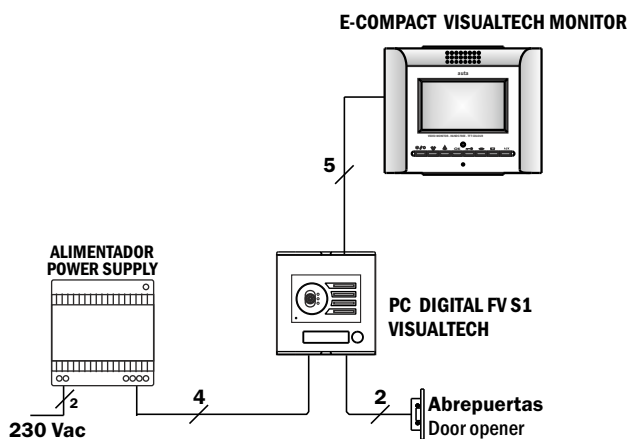 E-COMPACT VISUALTECH MONITOR
auta
5
ALIMENTADOR
POWER SUPPLY
PC DIGITAL FV S1
VISUALTECH
2
4
2
230 Vac
Abrepuertas
Door opener